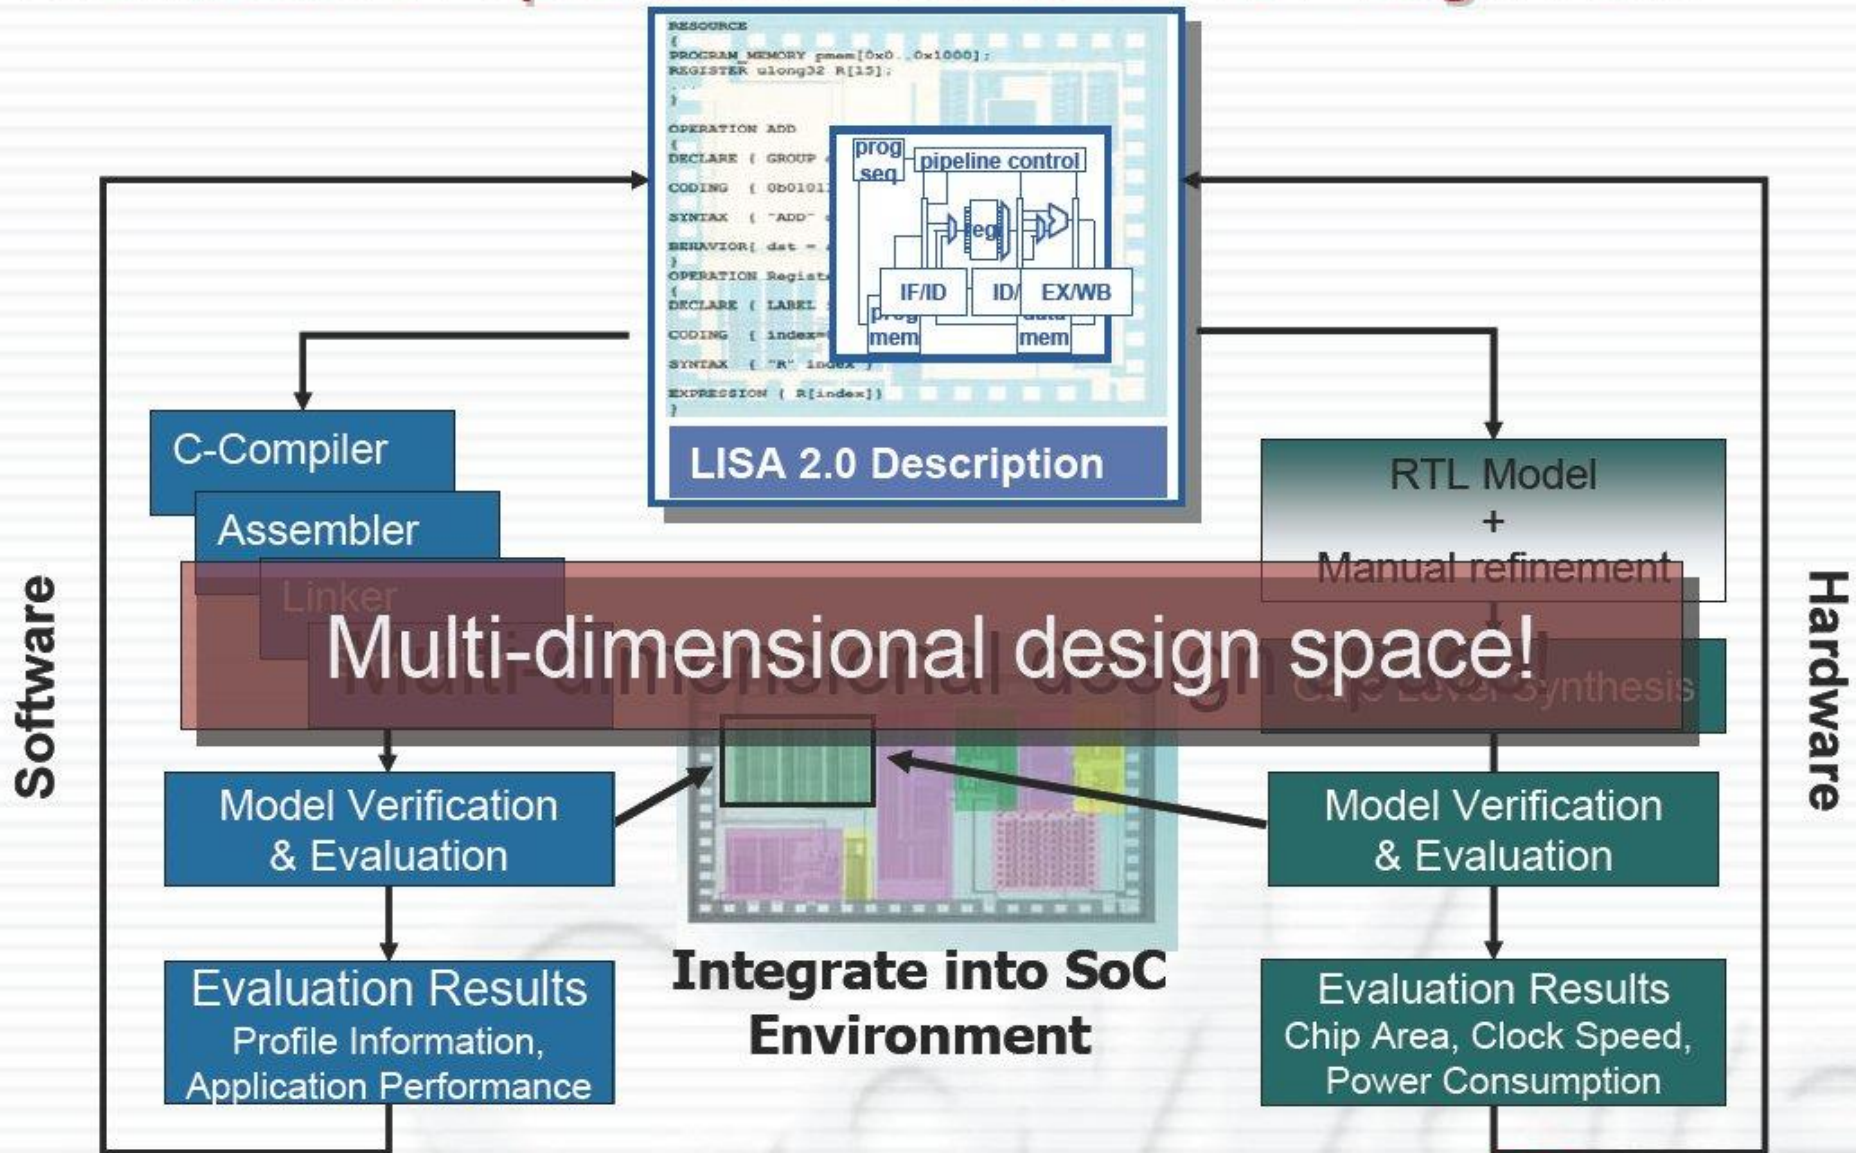 RESOURCE
{
PROGRAM_MEMORY pmem[0x0..0x1000];
REGISTER ulong32 R[15];
...
}
OPERATION ADD
{
DECLARE { GROUP
CODING { 0b0101
SYNTAX { "ADD"
BEHAVIOR{ dst =
}
OPERATION Regist
{
DECLARE { LABEL
CODING { index=
SYNTAX { "R" index }
EXPRESSION { R[index]}
}
prog
seq
pipeline control
reg
IF/ID
ID/
EX/WB
prog
mem
data
mem
LISA 2.0 Description
C-Compiler
Assembler
Linker
RTL Model
+
Manual refinement
Multi-dimensional design space!
Level Synthesis
Software
Hardware
Model Verification
& Evaluation
Model Verification
& Evaluation
Evaluation Results
Profile Information,
Application Performance
Integrate into SoC
Environment
Evaluation Results
Chip Area, Clock Speed,
Power Consumption